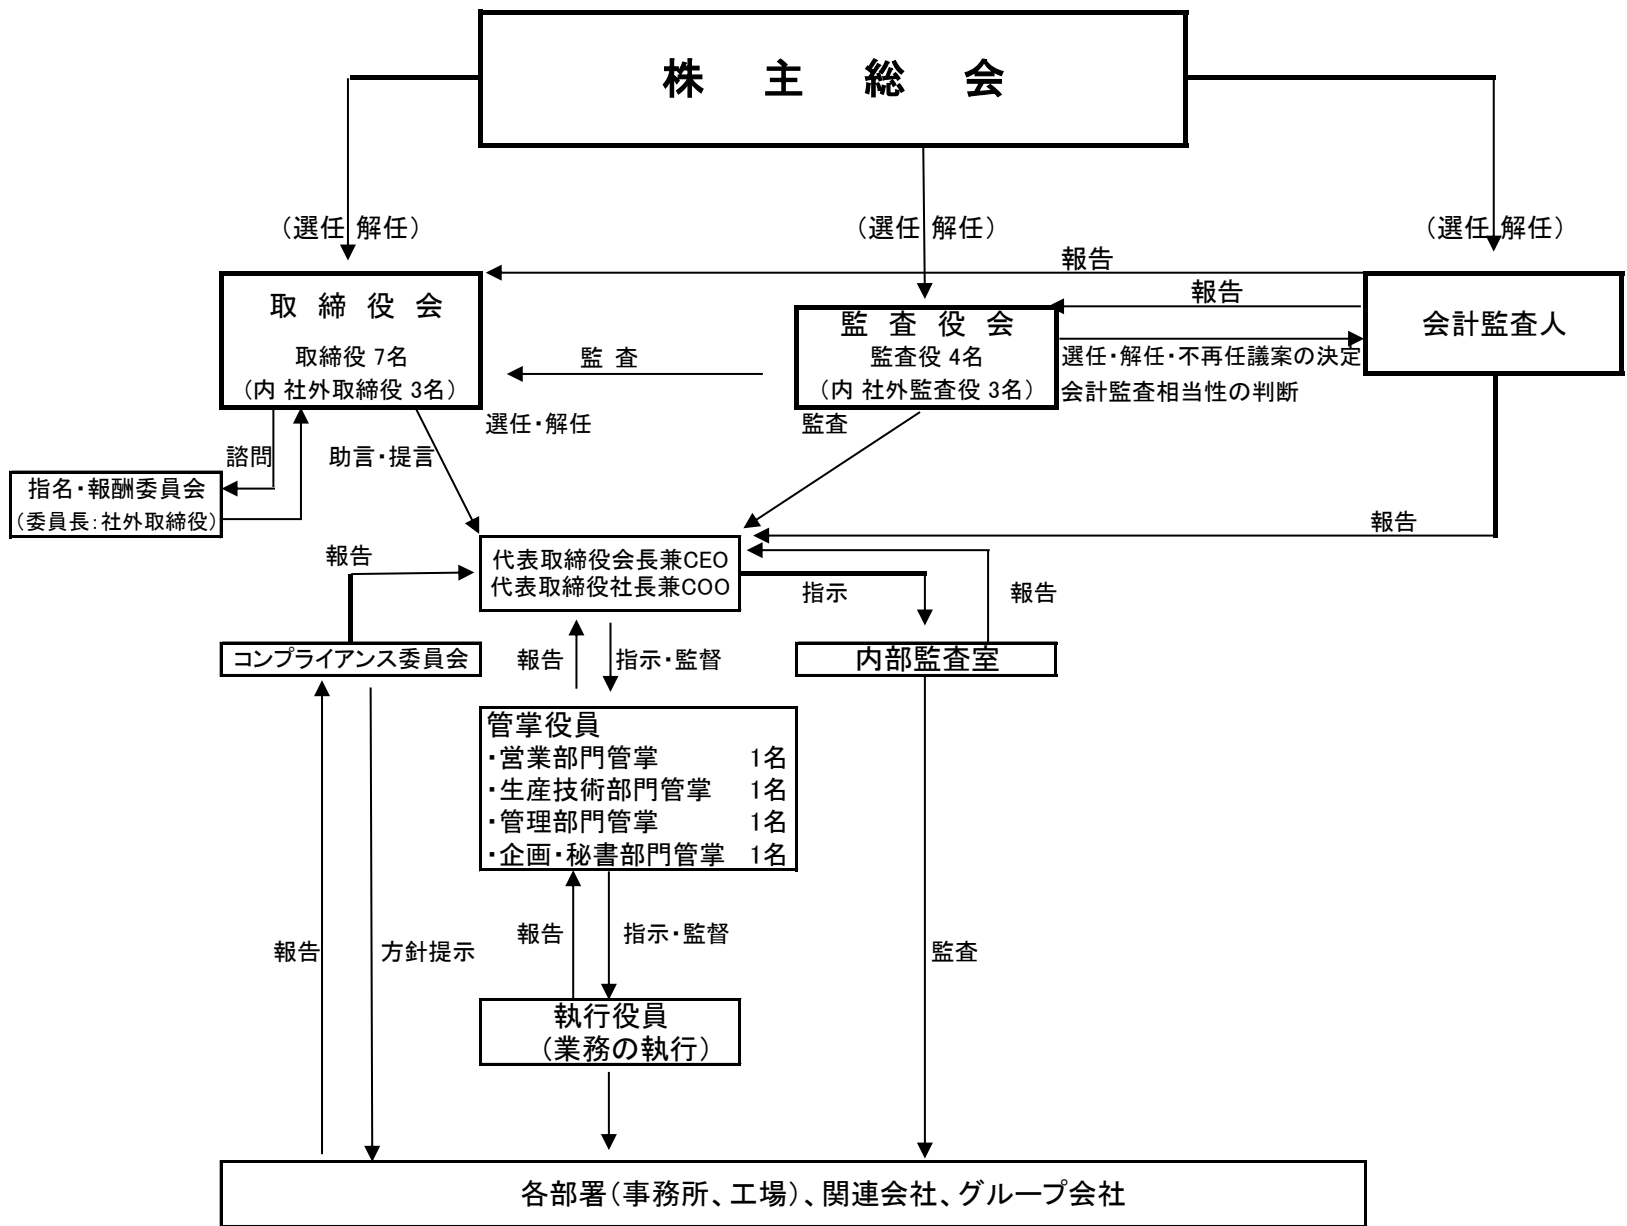 株 主 総 会
（選任 解任）
（選任 解任）
（選任 解任）
報告
報告
取 締 役 会
取締役 7名
（内 社外取締役 3名）
監 査
監 査 役 会
監査役 4名
（内 社外監査役 3名）
選任・解任・不再任議案の決定
会計監査相当性の判断
会計監査人
選任・解任
監査
諮問
助言・提言
指名・報酬委員会
（委員長：社外取締役）
報告
報告
代表取締役会長兼CEO
代表取締役社長兼COO
指示
報告
コンプライアンス委員会
報告
指示・監督
内部監査室
管掌役員
・営業部門管掌 1名
・生産技術部門管掌 1名
・管理部門管掌 1名
・企画・秘書部門管掌 1名
報告
方針提示
報告
指示・監督
監査
執行役員
（業務の執行）
各部署（事務所、工場）、関連会社、グループ会社